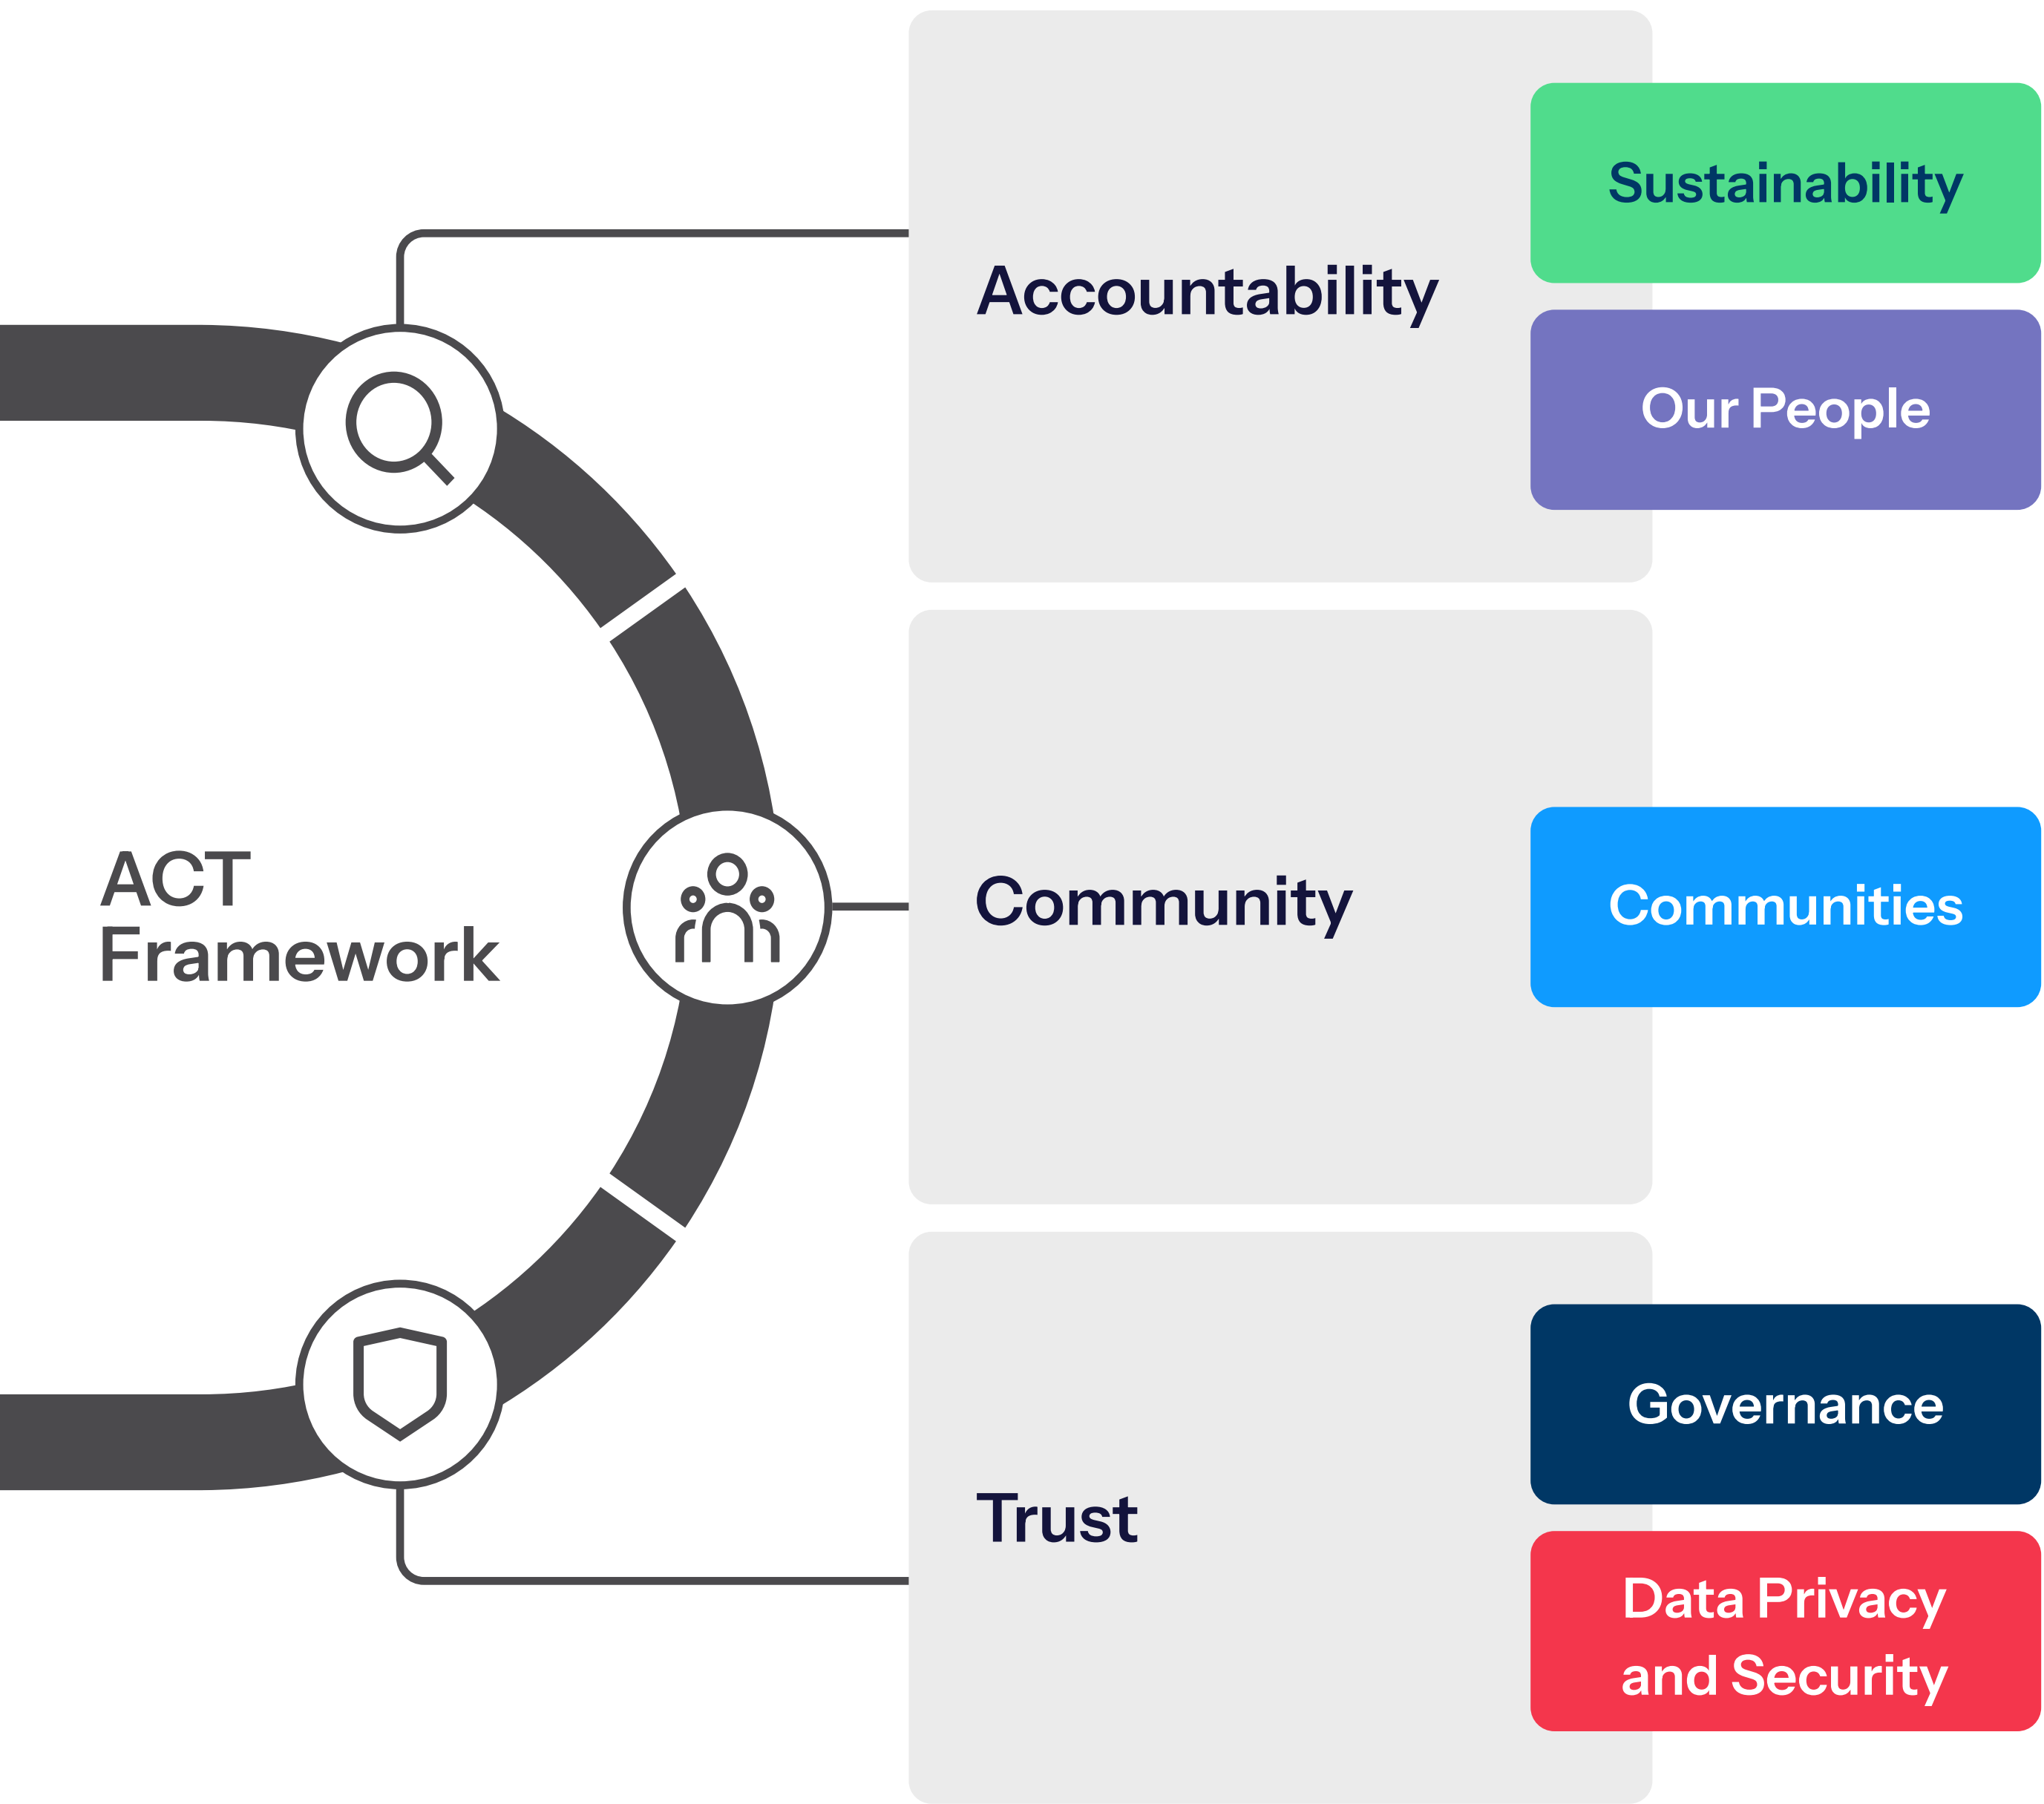 ACT
Framework
Accountability
Sustainability
Our People
Community
Communities
Trust
Governance
Data Privacy
and Security